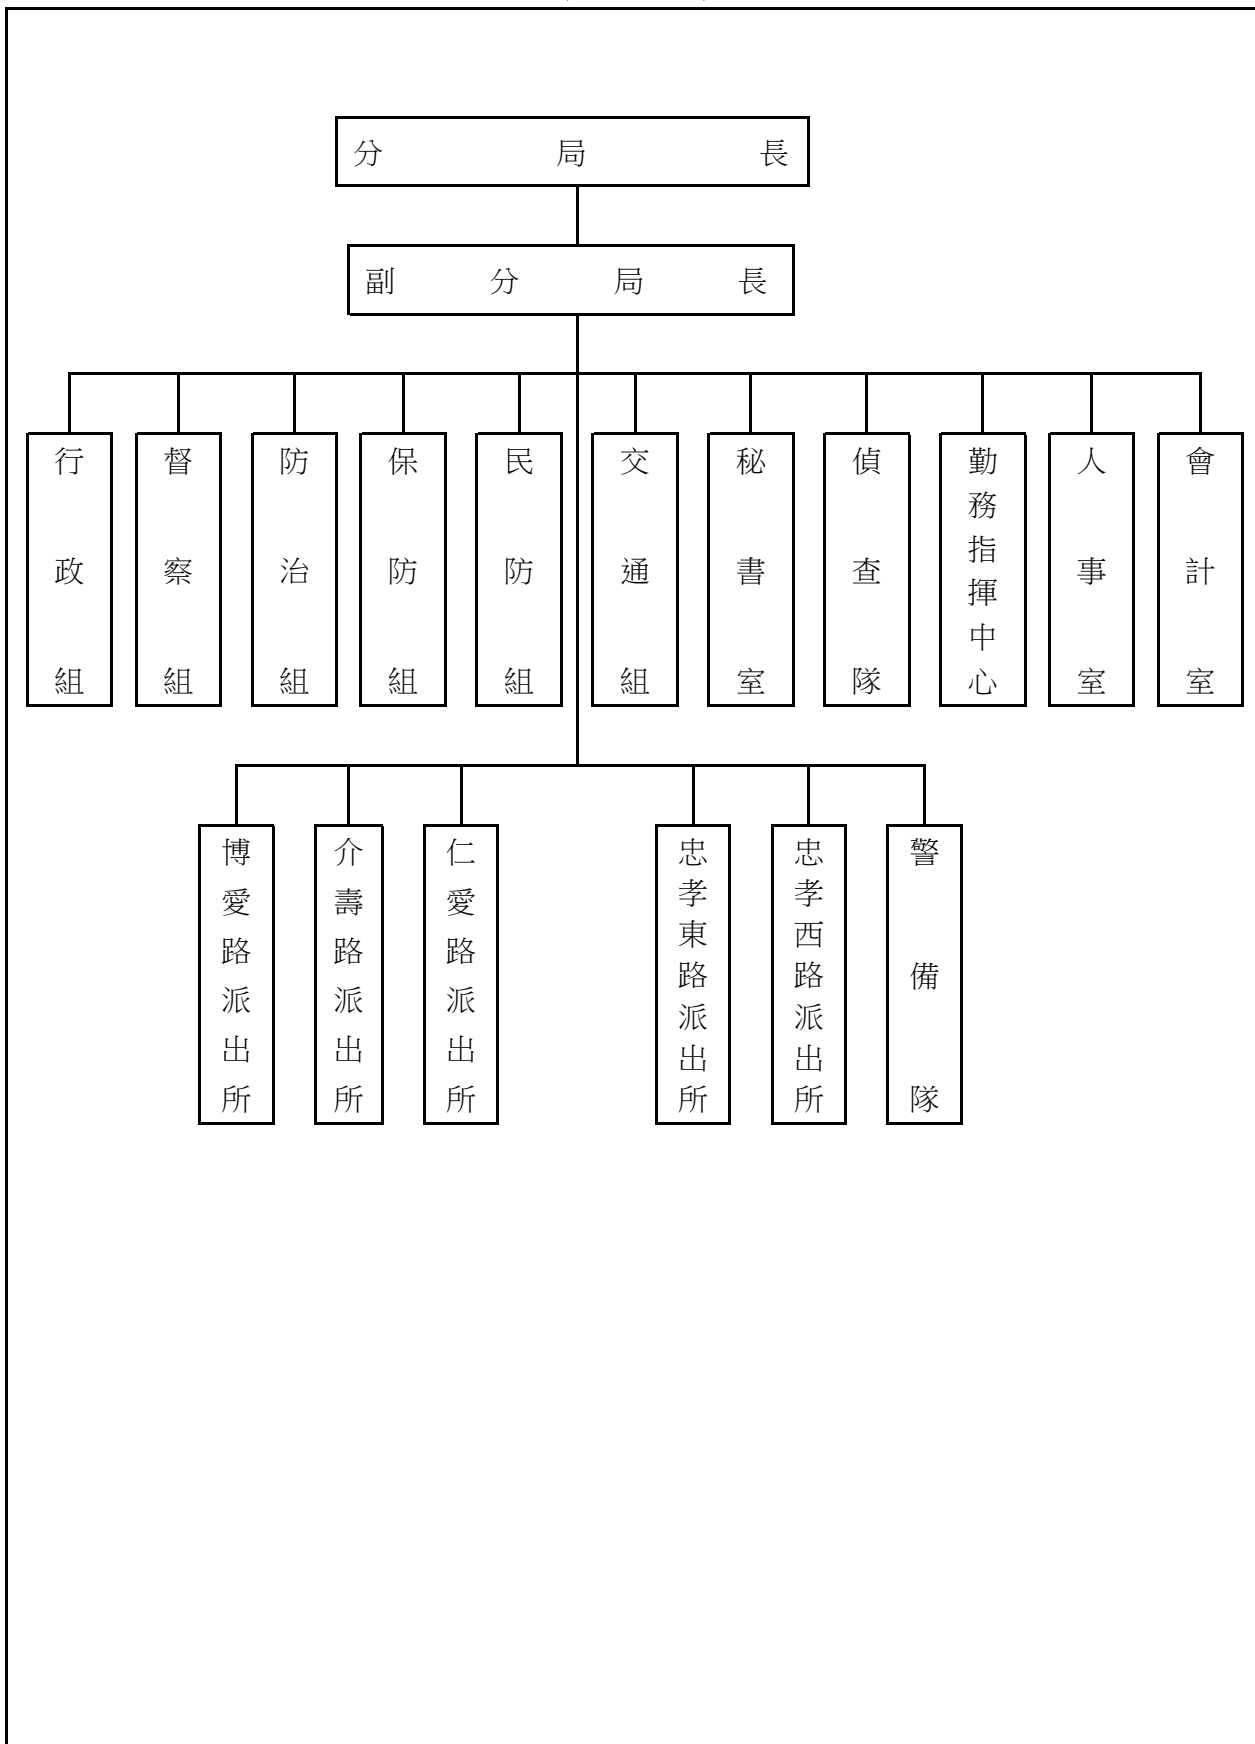 分局長
副分局長
行政組
督察組
防治組
保防組
民防組
交通組
秘書室
偵查隊
勤務指揮中心
人事室
會計室
博愛路派出所
介壽路派出所
仁愛路派出所
忠孝東路派出所
忠孝西路派出所
警備隊